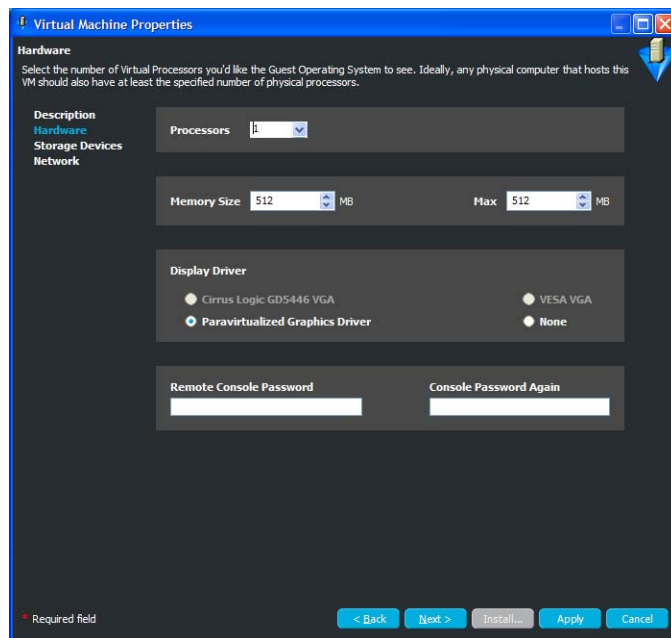 Virtual Machine Properties
Hardware
Select the number of Virtual Processors you'd like the Guest Operating System to see. Ideally, any physical computer that hosts this
VM should also have at least the specified number of physical processors.
Description
Hardware
Storage Devices
Network
Processors 1
Memory Size 512 MB Max 512 MB
Display Driver
Cirrus Logic GD5446 VGA VESA VGA
Paravirtualized Graphics Driver None
Remote Console Password Console Password Again
* Required field < Back Next > Install... Apply Cancel